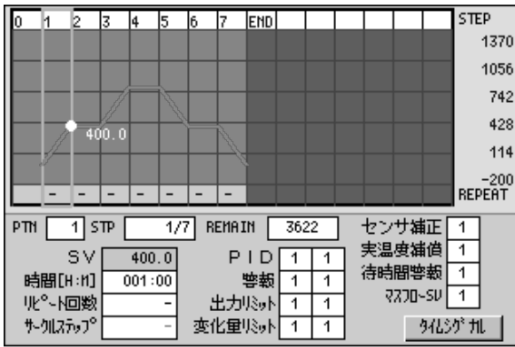 0 1 2 3 4 5 6 7 END STEP
1370
1056
742
428
400.0
114
-200
- - - - - - - REPEAT
PTN 1 STP 1/7 REMAIN 3622 センサ補正 1
SV 400.0 PID 1 1 実温度補償 1
時間[H:M] 001:00 警報 1 1 待時間警報 1
リピート回数 - 出力リミット 1 1 マスフローSV 1
サークルステップ - 変化量リミット 1 1 タイムシグナル